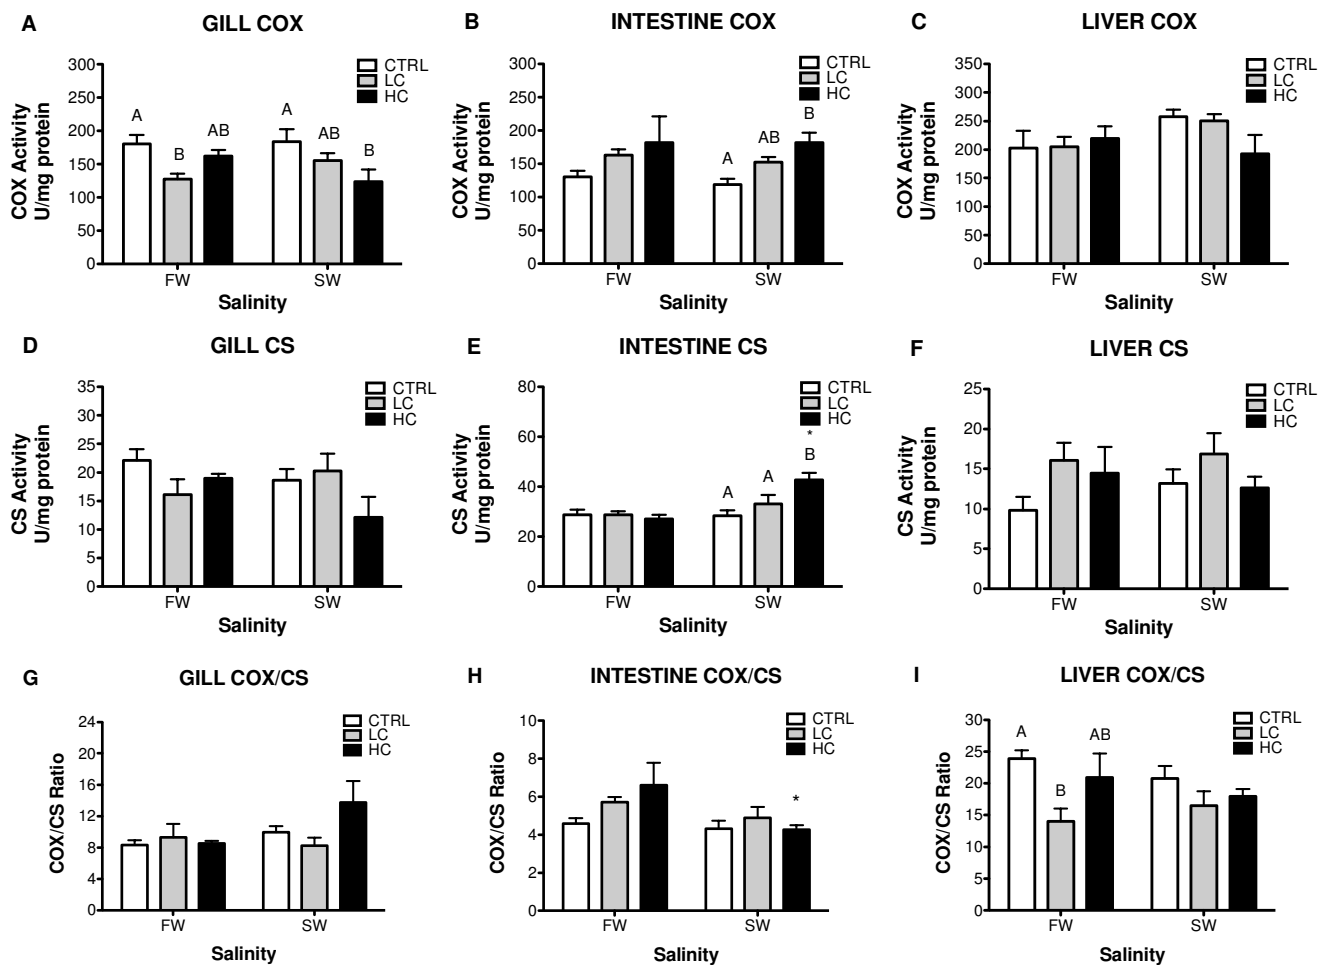 A GILL COX
300
250
200
150
100
50
0
COX Activity
U/mg protein
CTRL
LC
HC
A
B
AB
A
AB
B
FW SW
Salinity
B INTESTINE COX
300
250
200
150
100
50
0
COX Activity
U/mg protein
CTRL
LC
HC
A
AB
B
FW SW
Salinity
C LIVER COX
350
300
250
200
150
100
50
0
COX Activity
U/mg protein
CTRL
LC
HC
FW SW
Salinity
D GILL CS
35
30
25
20
15
10
5
0
CS Activity
U/mg protein
CTRL
LC
HC
FW SW
Salinity
E INTESTINE CS
80
60
40
20
0
CS Activity
U/mg protein
CTRL
LC
HC
A
A
*
B
FW SW
Salinity
F LIVER CS
25
20
15
10
5
0
CS Activity
U/mg protein
CTRL
LC
HC
FW SW
Salinity
G GILL COX/CS
24
20
16
12
8
4
0
COX/CS Ratio
CTRL
LC
HC
FW SW
Salinity
H INTESTINE COX/CS
10
8
6
4
2
0
COX/CS Ratio
CTRL
LC
HC
*
FW SW
Salinity
I LIVER COX/CS
30
25
20
15
10
5
0
COX/CS Ratio
CTRL
LC
HC
A
B
AB
FW SW
Salinity